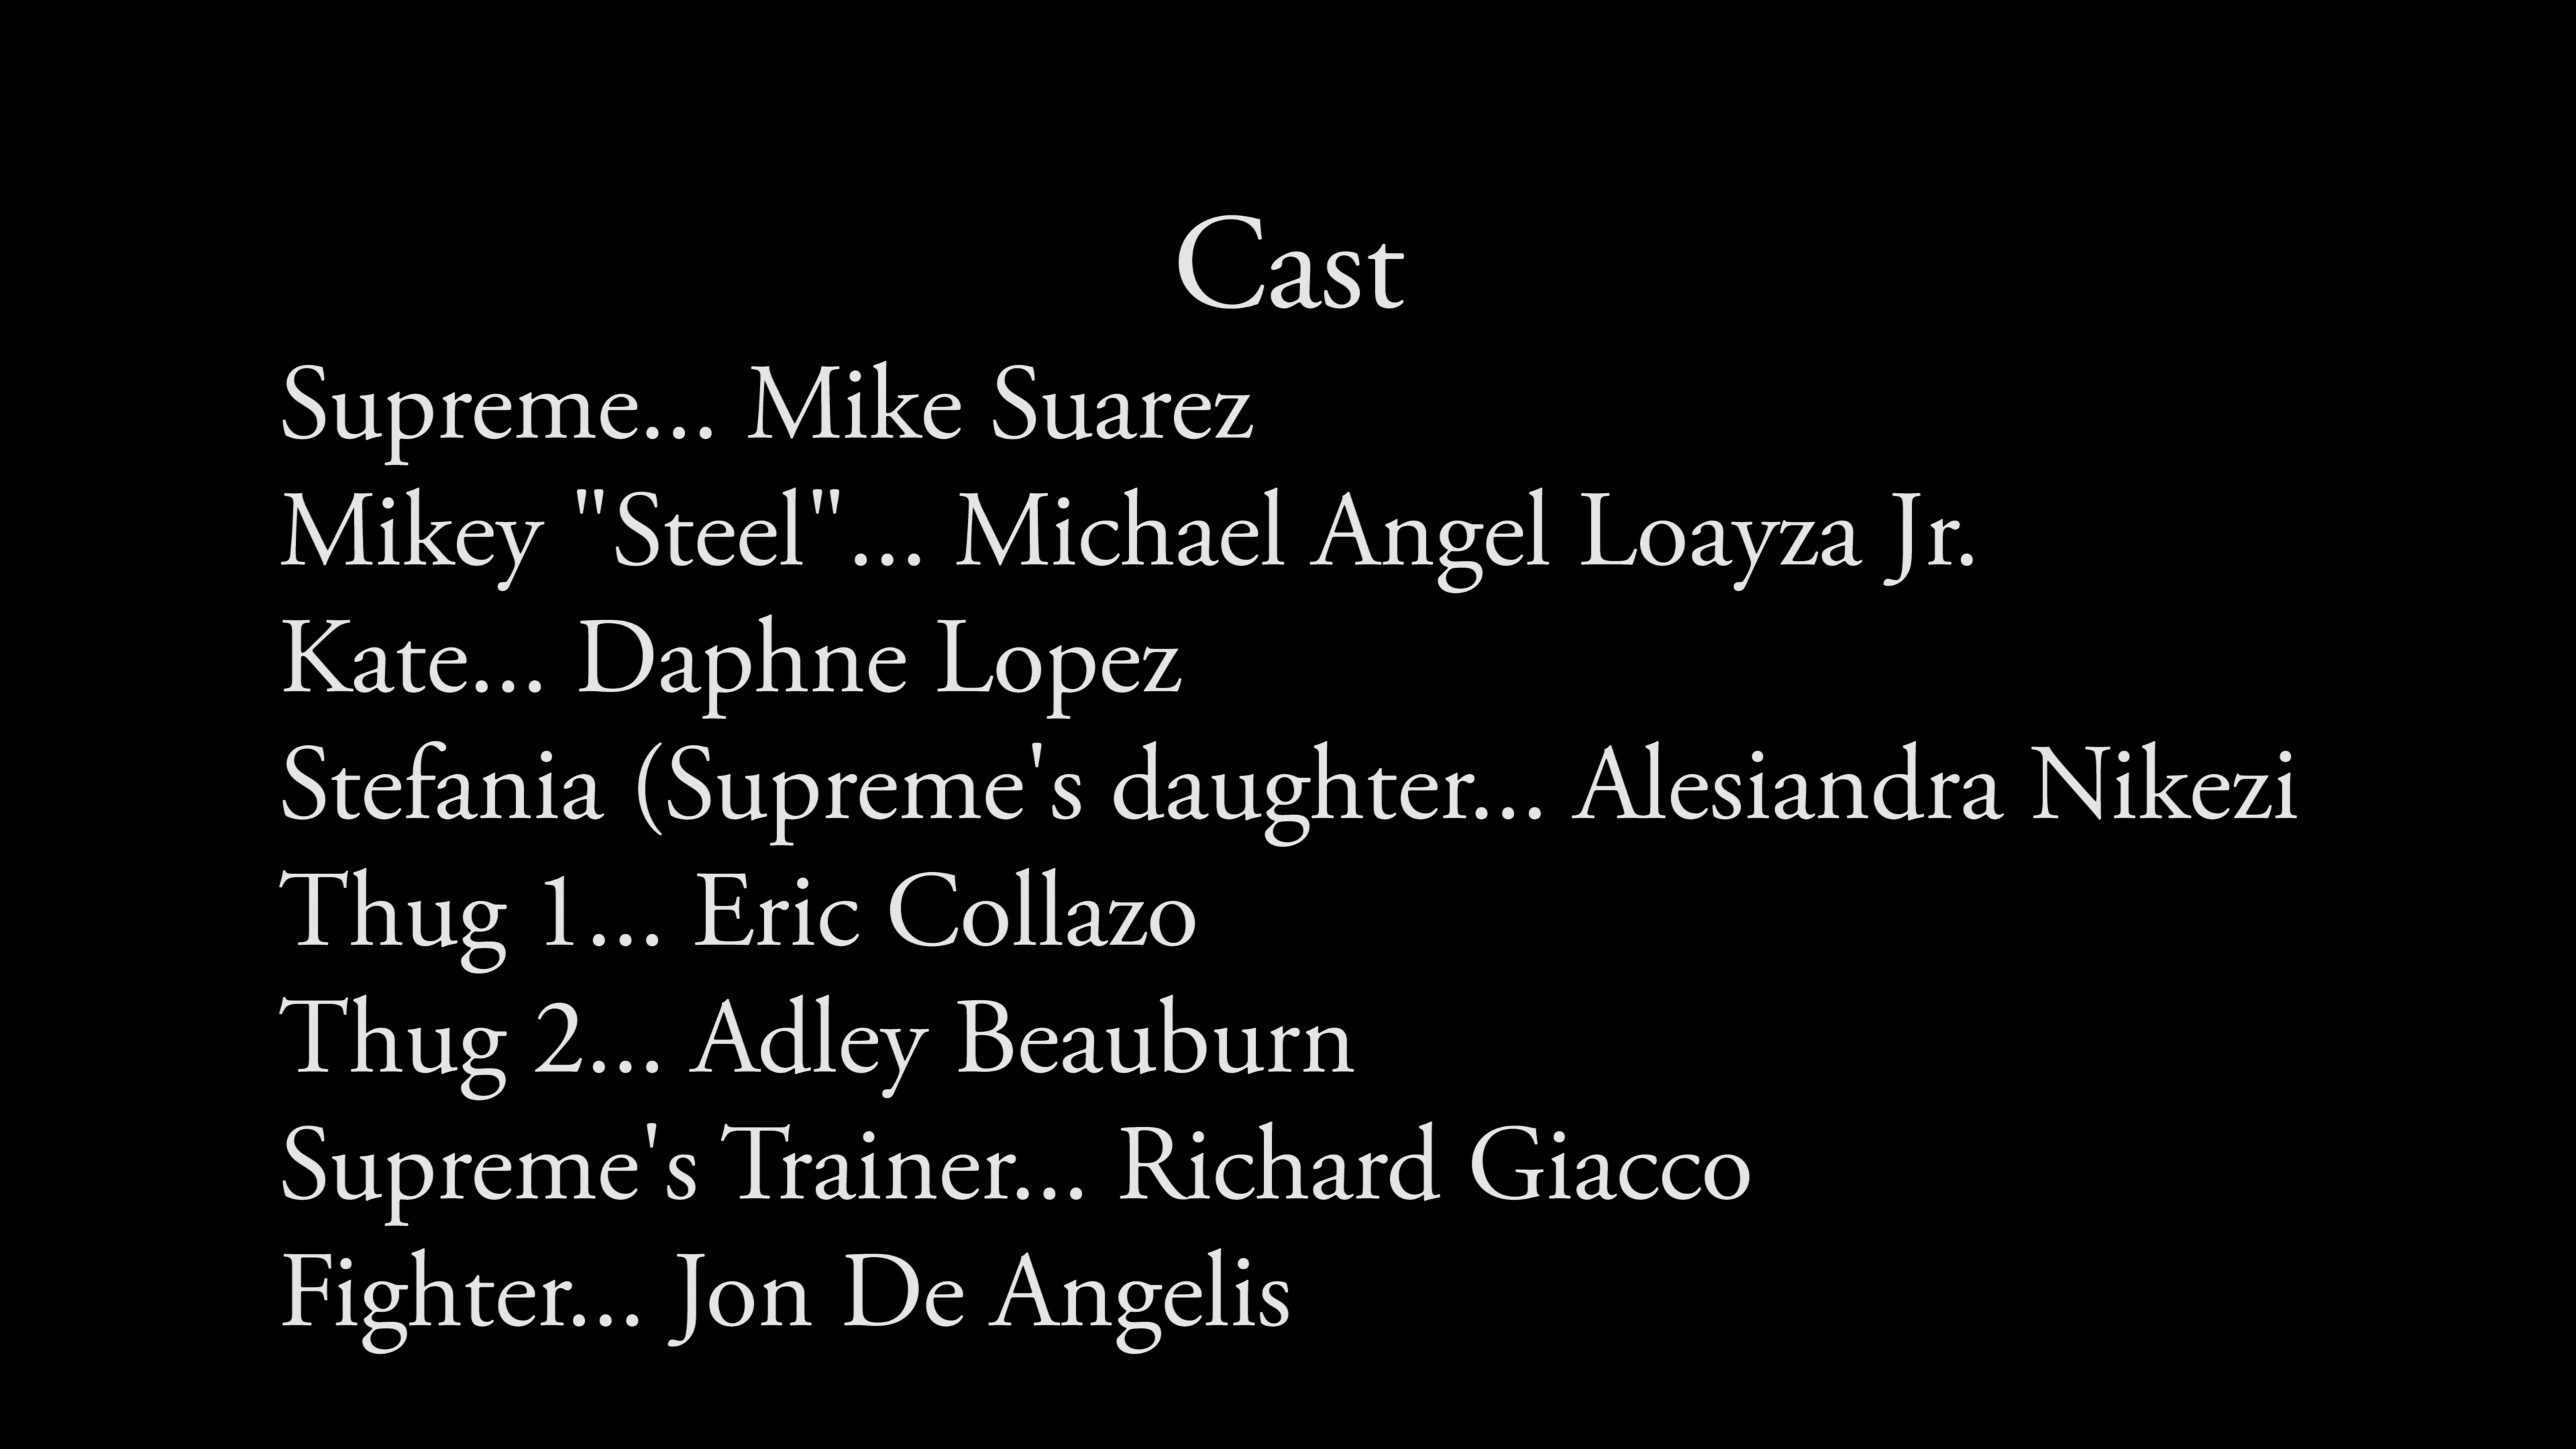 Cast
Supreme... Mike Suarez
Mikey "Steel"... Michael Angel Loayza Jr.
Kate... Daphne Lopez
Stefania (Supreme's daughter... Alesiandra Nikezi
Thug 1... Eric Collazo
Thug 2... Adley Beauburn
Supreme's Trainer... Richard Giacco
Fighter... Jon De Angelis